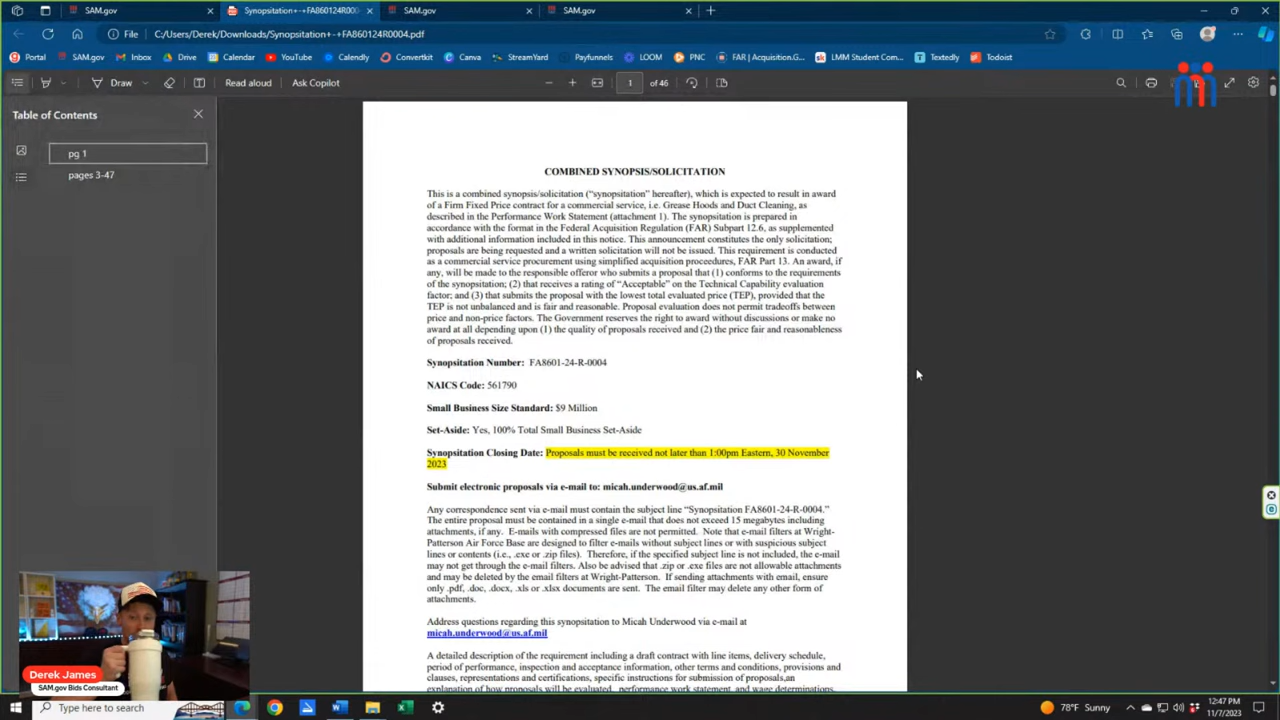 SAM.gov
Synopsitation+-+FA860124R000
SAM.gov
SAM.gov
File
C:/Users/Derek/Downloads/Synopsitation+-+FA860124R0004.pdf
Portal SAM.gov Inbox Drive YouTube Calendly Convertkit Canva StreamYard Payfunnels LOOM PNC FAR | Acquisition.G... LMM Student Com... Textedly Todoist
Draw Read aloud Ask Copilot 1 of 46
Table of Contents
pg 1
pages 3-47
COMBINED SYNOPSIS/SOLICITATION
This is a combined synopsis/solicitation ("synopsitation" hereafter), which is expected to result in award
of a Firm Fixed Price contract for a commercial service, i.e. Grease Hoods and Duct Cleaning, as
described in the Performance Work Statement (attachment 1). The synopsitation is prepared in
accordance with the format in the Federal Acquisition Regulation (FAR) Subpart 12.6, as supplemented
with additional information included in this notice. This announcement constitutes the only solicitation;
proposals are being requested and a written solicitation will not be issued. This requirement is conducted
as a commercial service procurement using simplified acquisition proceedures, FAR Part 13. An award, if
any, will be made to the responsible offeror who submits a proposal that (1) conforms to the requirements
of the synopsitation; (2) that receives a rating of "Acceptable" on the Technical Capability evaluation
factor; and (3) that submits the proposal with the lowest total evaluated price (TEP), provided that the
TEP is not unbalanced and is fair and reasonable. Proposal evaluation does not permit tradeoffs between
price and non-price factors. The Government reserves the right to award without discussions or make no
award at all depending upon (1) the quality of proposals received and (2) the price fair and reasonableness
of proposals received.
Synopsitation Number: FA8601-24-R-0004
NAICS Code: 561790
Small Business Size Standard: $9 Million
Set-Aside: Yes, 100% Total Small Business Set-Aside
Synopsitation Closing Date: Proposals must be received not later than 1:00pm Eastern, 30 November
2023
Submit electronic proposals via e-mail to: micah.underwood@us.af.mil
Any correspondence sent via e-mail must contain the subject line "Synopsitation FA8601-24-R-0004."
The entire proposal must be contained in a single e-mail that does not exceed 15 megabytes including
attachments, if any. E-mails with compressed files are not permitted. Note that e-mail filters at Wright-
Patterson Air Force Base are designed to filter e-mails without subject lines or with suspicious subject
lines or contents (i.e., .exe or .zip files). Therefore, if the specified subject line is not included, the e-mail
may not get through the e-mail filters. Also be advised that .zip or .exe files are not allowable attachments
and may be deleted by the email filters at Wright-Patterson. If sending attachments with email, ensure
only .pdf, .doc, .docx, .xls or .xlsx documents are sent. The email filter may delete any other form of
attachments.
Address questions regarding this synopsitation to Micah Underwood via e-mail at
micah.underwood@us.af.mil
A detailed description of the requirement including a draft contract with line items, delivery schedule,
period of performance, inspection and acceptance information, other terms and conditions, provisions and
clauses, representations and certifications, specific instructions for submission of proposals,an
explanation of how proposals will be evaluated, performance work statement, and wage determinations,
Derek James
SAM.gov Bids Consultant
Type here to search
78°F Sunny
12:47 PM
11/7/2023